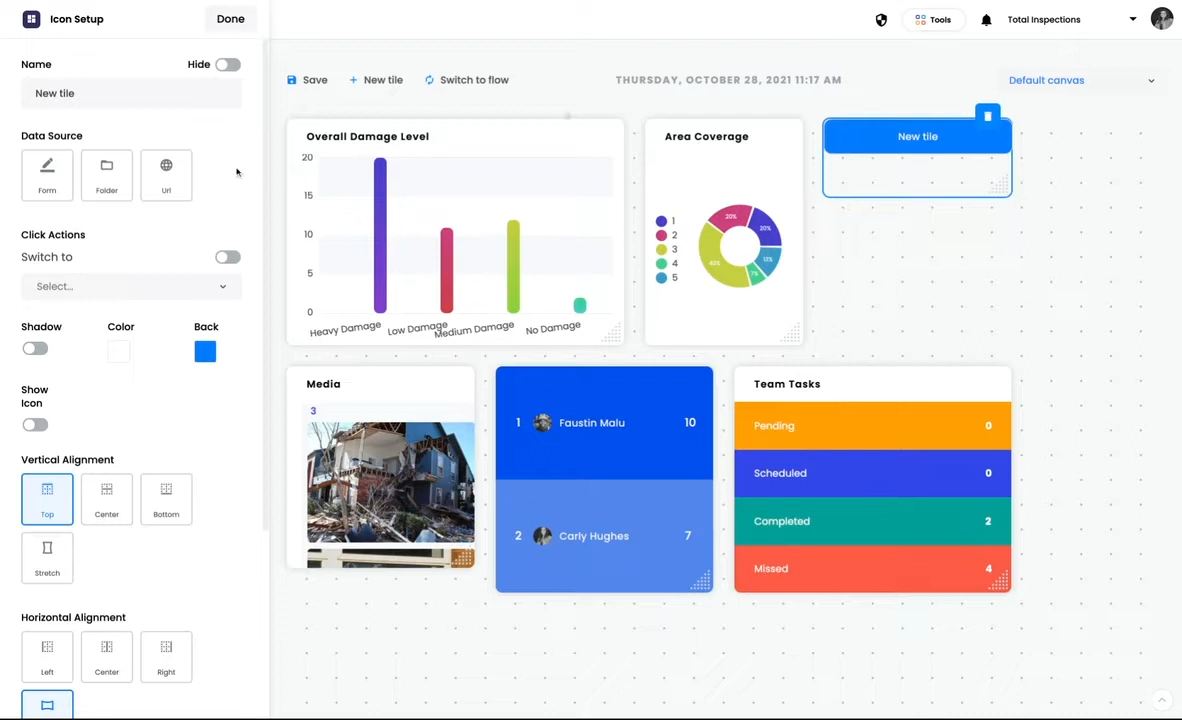 Icon Setup
Done
Tools
Total Inspections
Name
Hide
New tile
Data Source
Form
Folder
Url
Click Actions
Switch to
Select...
Shadow
Color
Back
Show
Icon
Vertical Alignment
Top
Center
Bottom
Stretch
Horizontal Alignment
Left
Center
Right
Save
+ New tile
Switch to flow
THURSDAY, OCTOBER 28, 2021 11:17 AM
Default canvas
Overall Damage Level
20
15
10
5
0
Heavy Damage
Low Damage
Medium Damage
No Damage
Area Coverage
1
2
3
4
5
20%
20%
13%
7%
40%
New tile
Media
3
1 Faustin Malu 10
2 Carly Hughes 7
Team Tasks
Pending 0
Scheduled 0
Completed 2
Missed 4